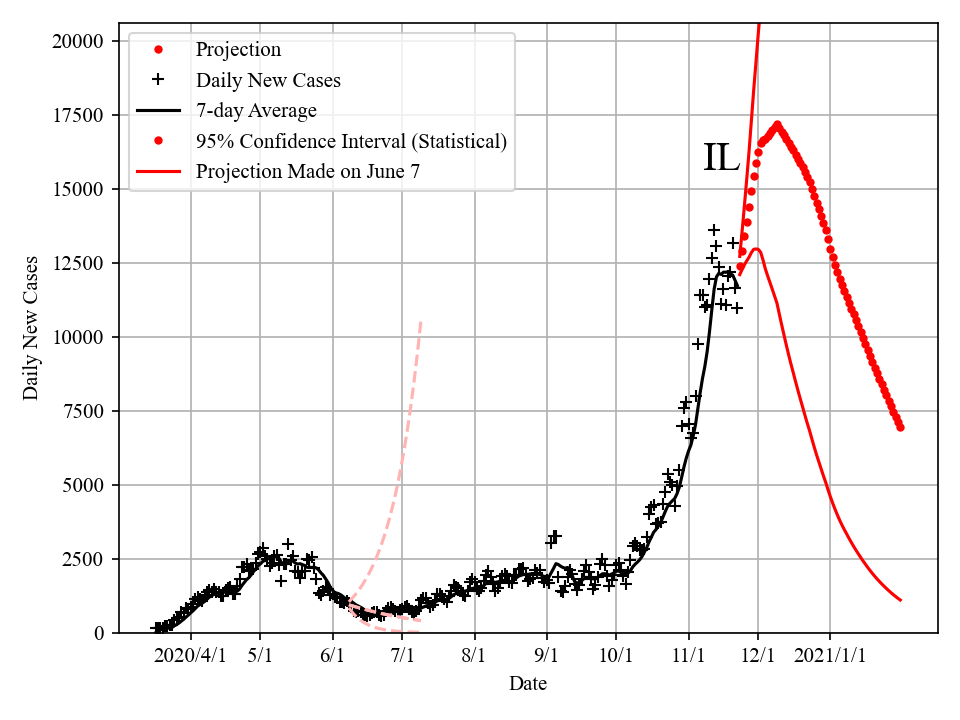 20000
17500
15000
12500
10000
7500
5000
2500
0
Daily New Cases
Projection
Daily New Cases
7-day Average
95% Confidence Interval (Statistical)
Projection Made on June 7
IL
2020/4/1 5/1 6/1 7/1 8/1 9/1 10/1 11/1 12/1 2021/1/1
Date